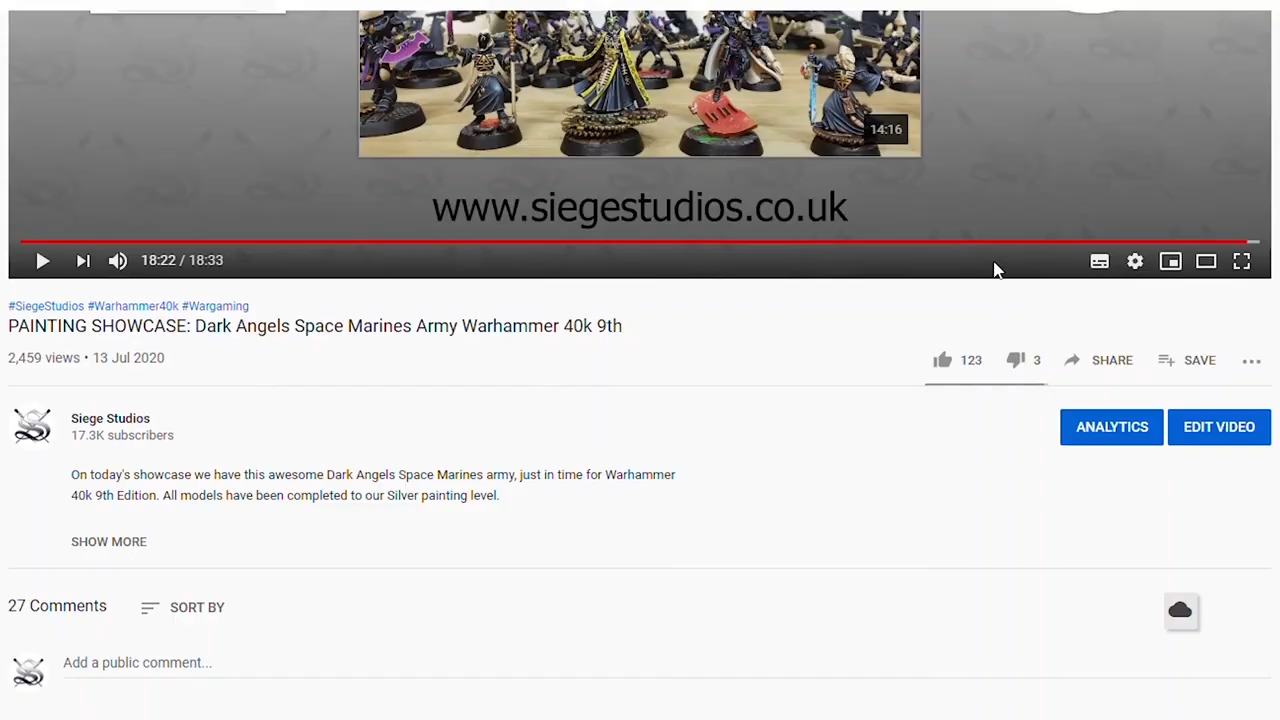 14:16
www.siegestudios.co.uk
18:22 / 18:33
#SiegeStudios #Warhammer40k #Wargaming
PAINTING SHOWCASE: Dark Angels Space Marines Army Warhammer 40k 9th
2,459 views • 13 Jul 2020
123 3 SHARE SAVE
Siege Studios
17.3K subscribers
ANALYTICS EDIT VIDEO
On today's showcase we have this awesome Dark Angels Space Marines army, just in time for Warhammer
40k 9th Edition. All models have been completed to our Silver painting level.
SHOW MORE
27 Comments SORT BY
Add a public comment...